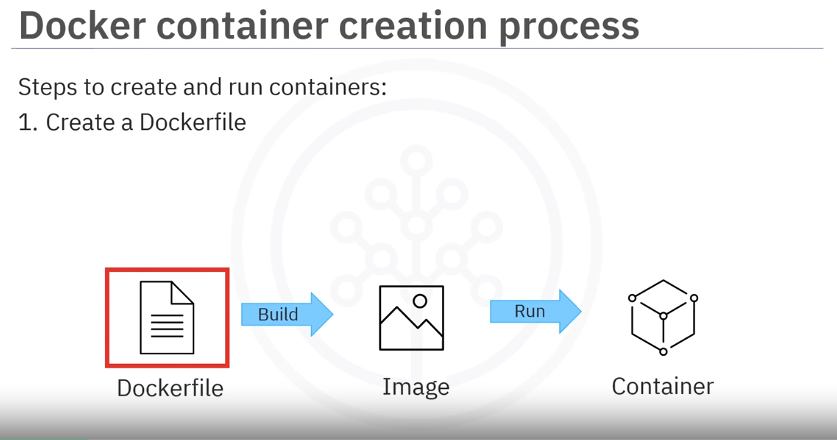 Docker container creation process
Steps to create and run containers:
1. Create a Dockerfile
Build
Run
Dockerfile
Image
Container